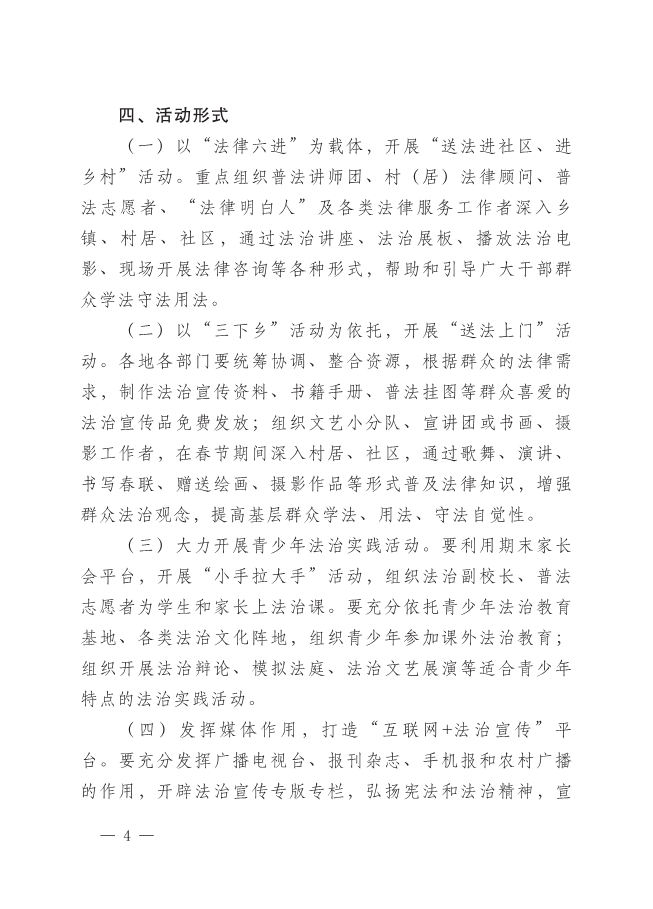 四、活动形式
（一）以“法律六进”为载体，开展“送法进社区、进
乡村”活动。重点组织普法讲师团、村（居）法律顾问、普
法志愿者、“法律明白人”及各类法律服务工作者深入乡
镇、村居、社区，通过法治讲座、法治展板、播放法治电
影、现场开展法律咨询等各种形式，帮助和引导广大干部群
众学法守法用法。
（二）以“三下乡”活动为依托，开展“送法上门”活
动。各地各部门要统筹协调、整合资源，根据群众的法律需
求，制作法治宣传资料、书籍手册、普法挂图等群众喜爱的
法治宣传品免费发放；组织文艺小分队、宣讲团或书画、摄
影工作者，在春节期间深入村居、社区，通过歌舞、演讲、
书写春联、赠送绘画、摄影作品等形式普及法律知识，增强
群众法治观念，提高基层群众学法、用法、守法自觉性。
（三）大力开展青少年法治实践活动。要利用期末家长
会平台，开展“小手拉大手”活动，组织法治副校长、普法
志愿者为学生和家长上法治课。要充分依托青少年法治教育
基地、各类法治文化阵地，组织青少年参加课外法治教育；
组织开展法治辩论、模拟法庭、法治文艺展演等适合青少年
特点的法治实践活动。
（四）发挥媒体作用，打造“互联网+法治宣传”平
台。要充分发挥广播电视台、报刊杂志、手机报和农村广播
的作用，开辟法治宣传专版专栏，弘扬宪法和法治精神，宣
— 4 —